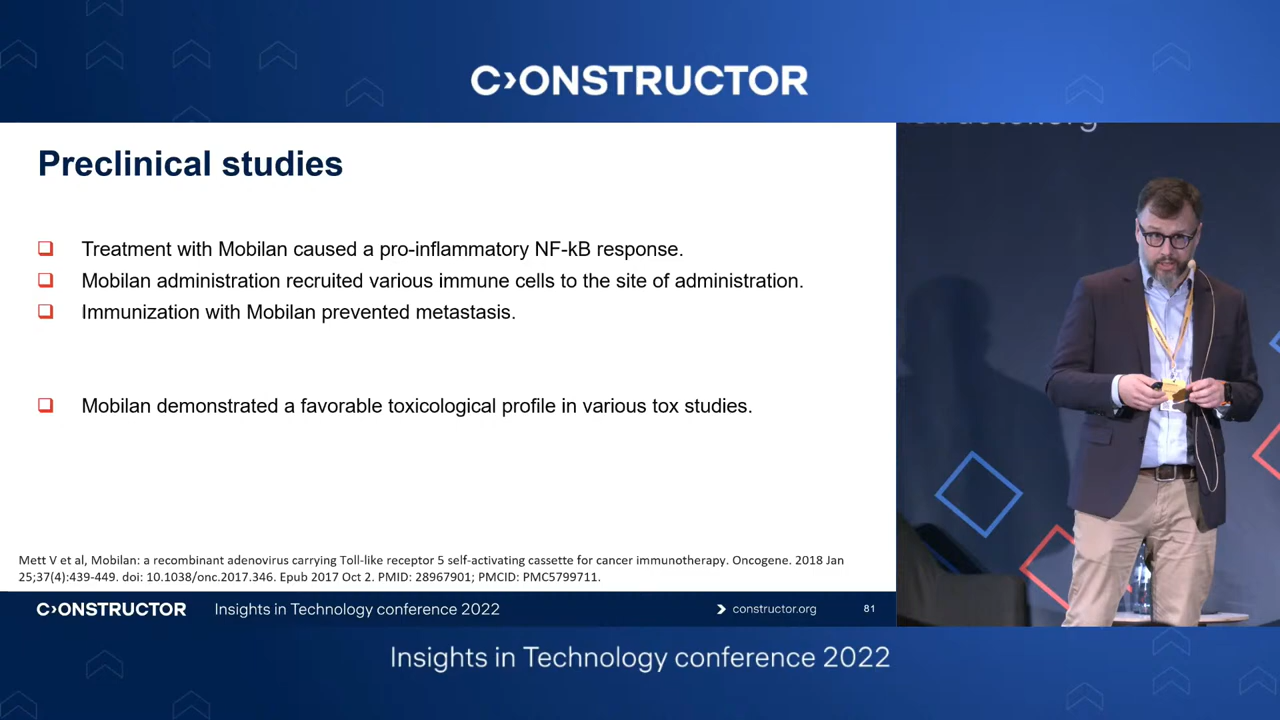 C›ONSTRUCTOR
Preclinical studies
Treatment with Mobilan caused a pro-inflammatory NF-kB response.
Mobilan administration recruited various immune cells to the site of administration.
Immunization with Mobilan prevented metastasis.
Mobilan demonstrated a favorable toxicological profile in various tox studies.
Mett V et al, Mobilan: a recombinant adenovirus carrying Toll-like receptor 5 self-activating cassette for cancer immunotherapy. Oncogene. 2018 Jan
25;37(4):439-449. doi: 10.1038/onc.2017.346. Epub 2017 Oct 2. PMID: 28967901; PMCID: PMC5799711.
C›ONSTRUCTOR Insights in Technology conference 2022 constructor.org 81
Insights in Technology conference 2022